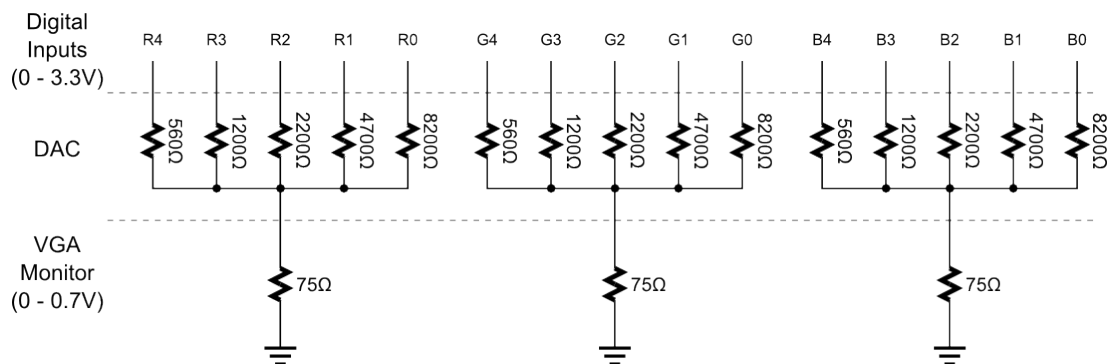 Digital
Inputs
(0 - 3.3V)
R4 R3 R2 R1 R0 G4 G3 G2 G1 G0 B4 B3 B2 B1 B0
DAC
560Ω 1200Ω 2200Ω 4700Ω 8200Ω 560Ω 1200Ω 2200Ω 4700Ω 8200Ω 560Ω 1200Ω 2200Ω 4700Ω 8200Ω
VGA
Monitor
(0 - 0.7V)
75Ω 75Ω 75Ω